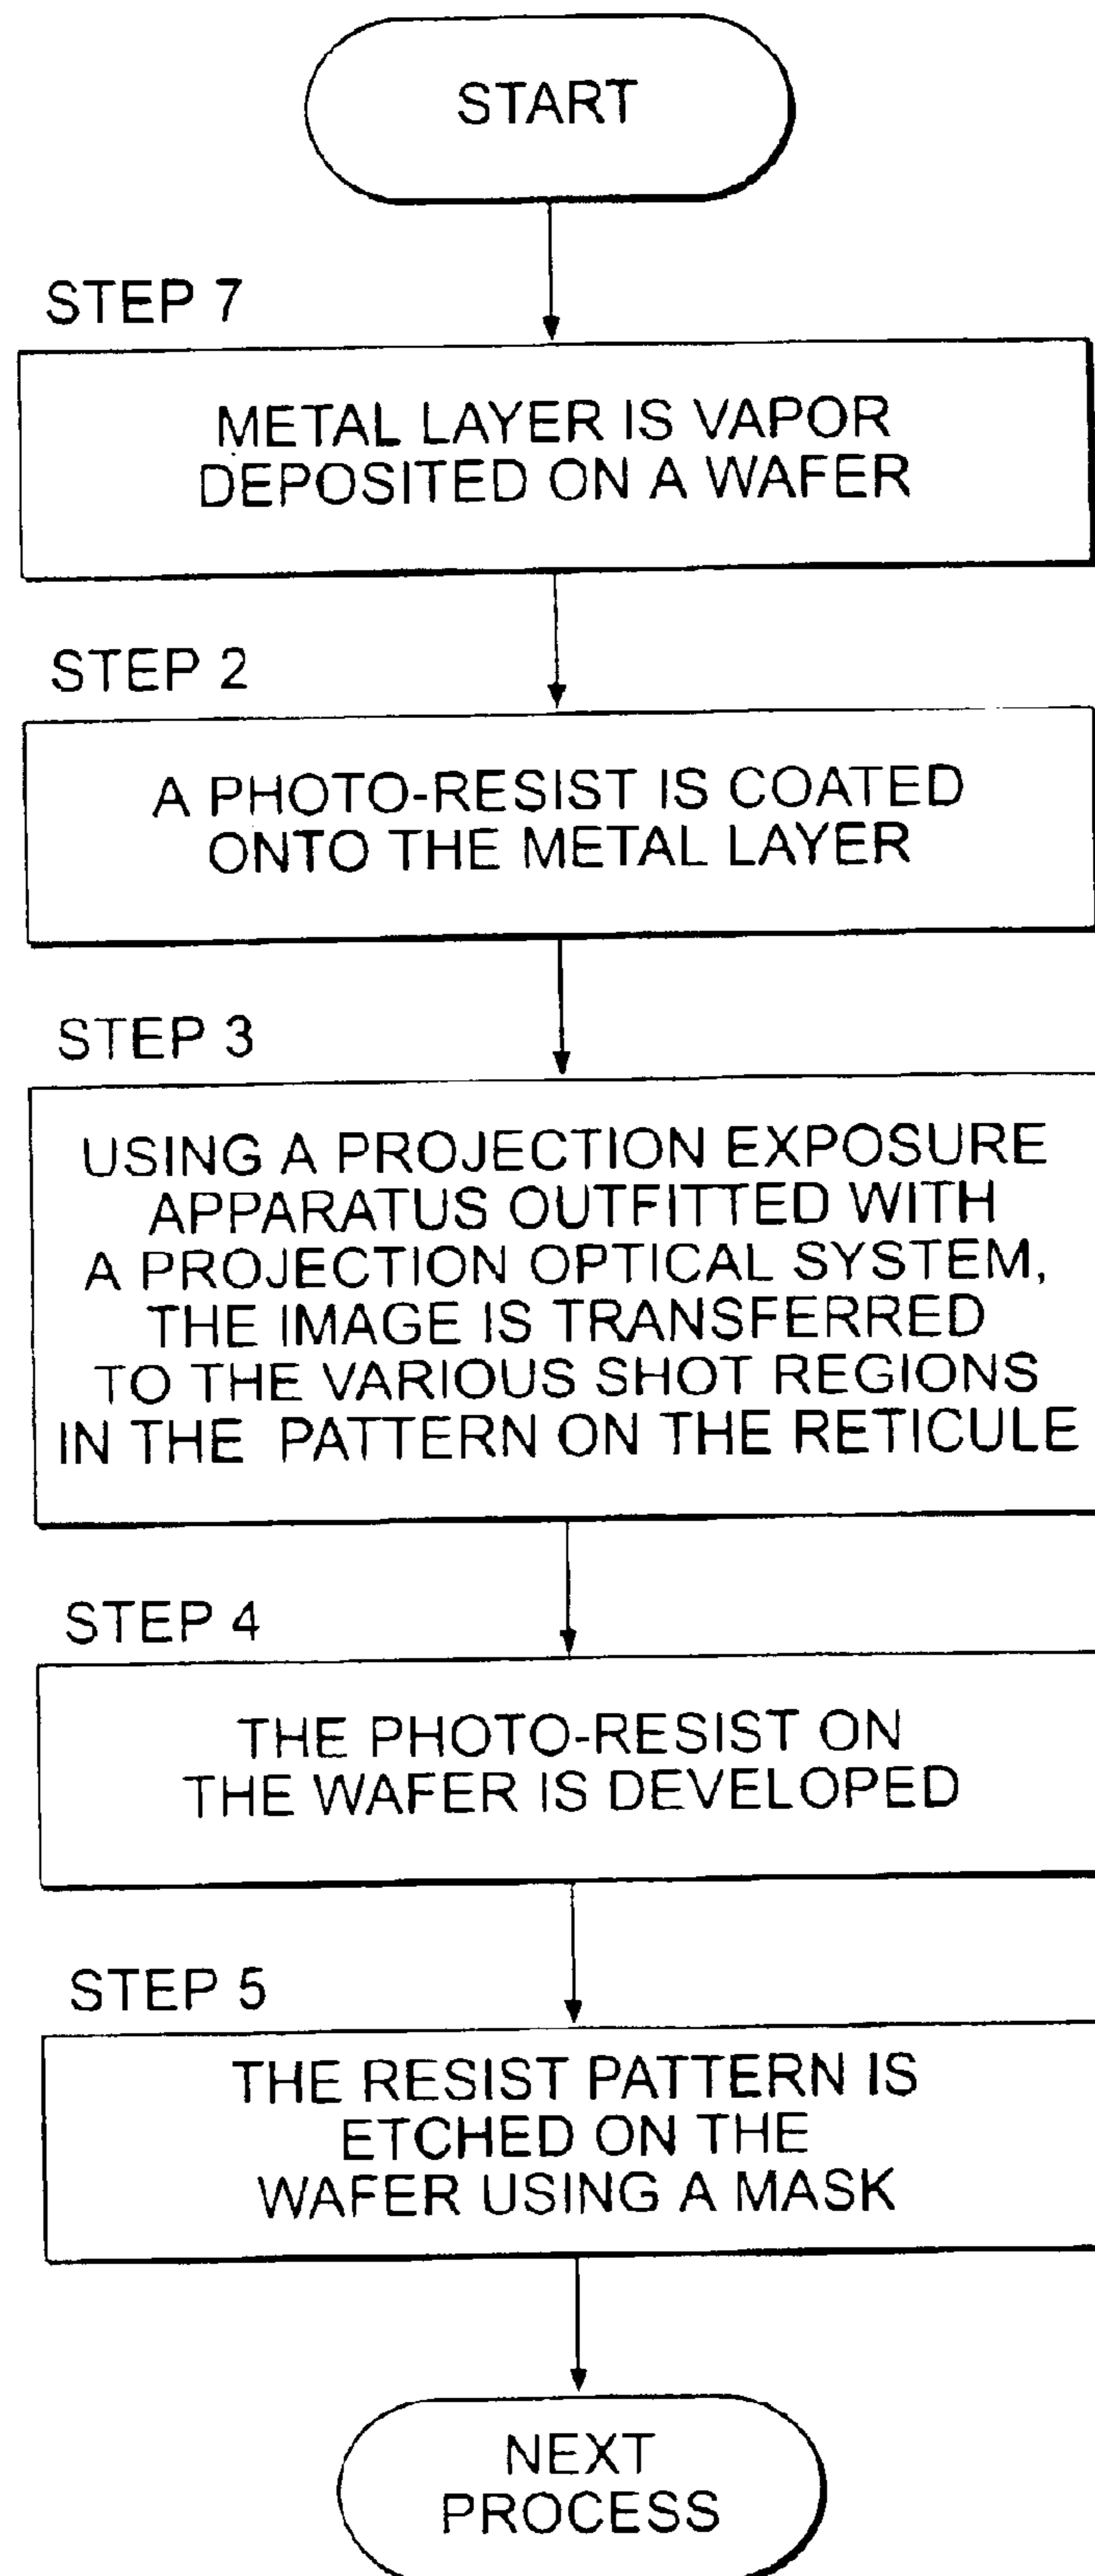 START
STEP 7
METAL LAYER IS VAPOR
DEPOSITED ON A WAFER
STEP 2
A PHOTO-RESIST IS COATED
ONTO THE METAL LAYER
STEP 3
USING A PROJECTION EXPOSURE
APPARATUS OUTFITTED WITH
A PROJECTION OPTICAL SYSTEM,
THE IMAGE IS TRANSFERRED
TO THE VARIOUS SHOT REGIONS
IN THE PATTERN ON THE RETICULE
STEP 4
THE PHOTO-RESIST ON
THE WAFER IS DEVELOPED
STEP 5
THE RESIST PATTERN IS
ETCHED ON THE
WAFER USING A MASK
NEXT
PROCESS